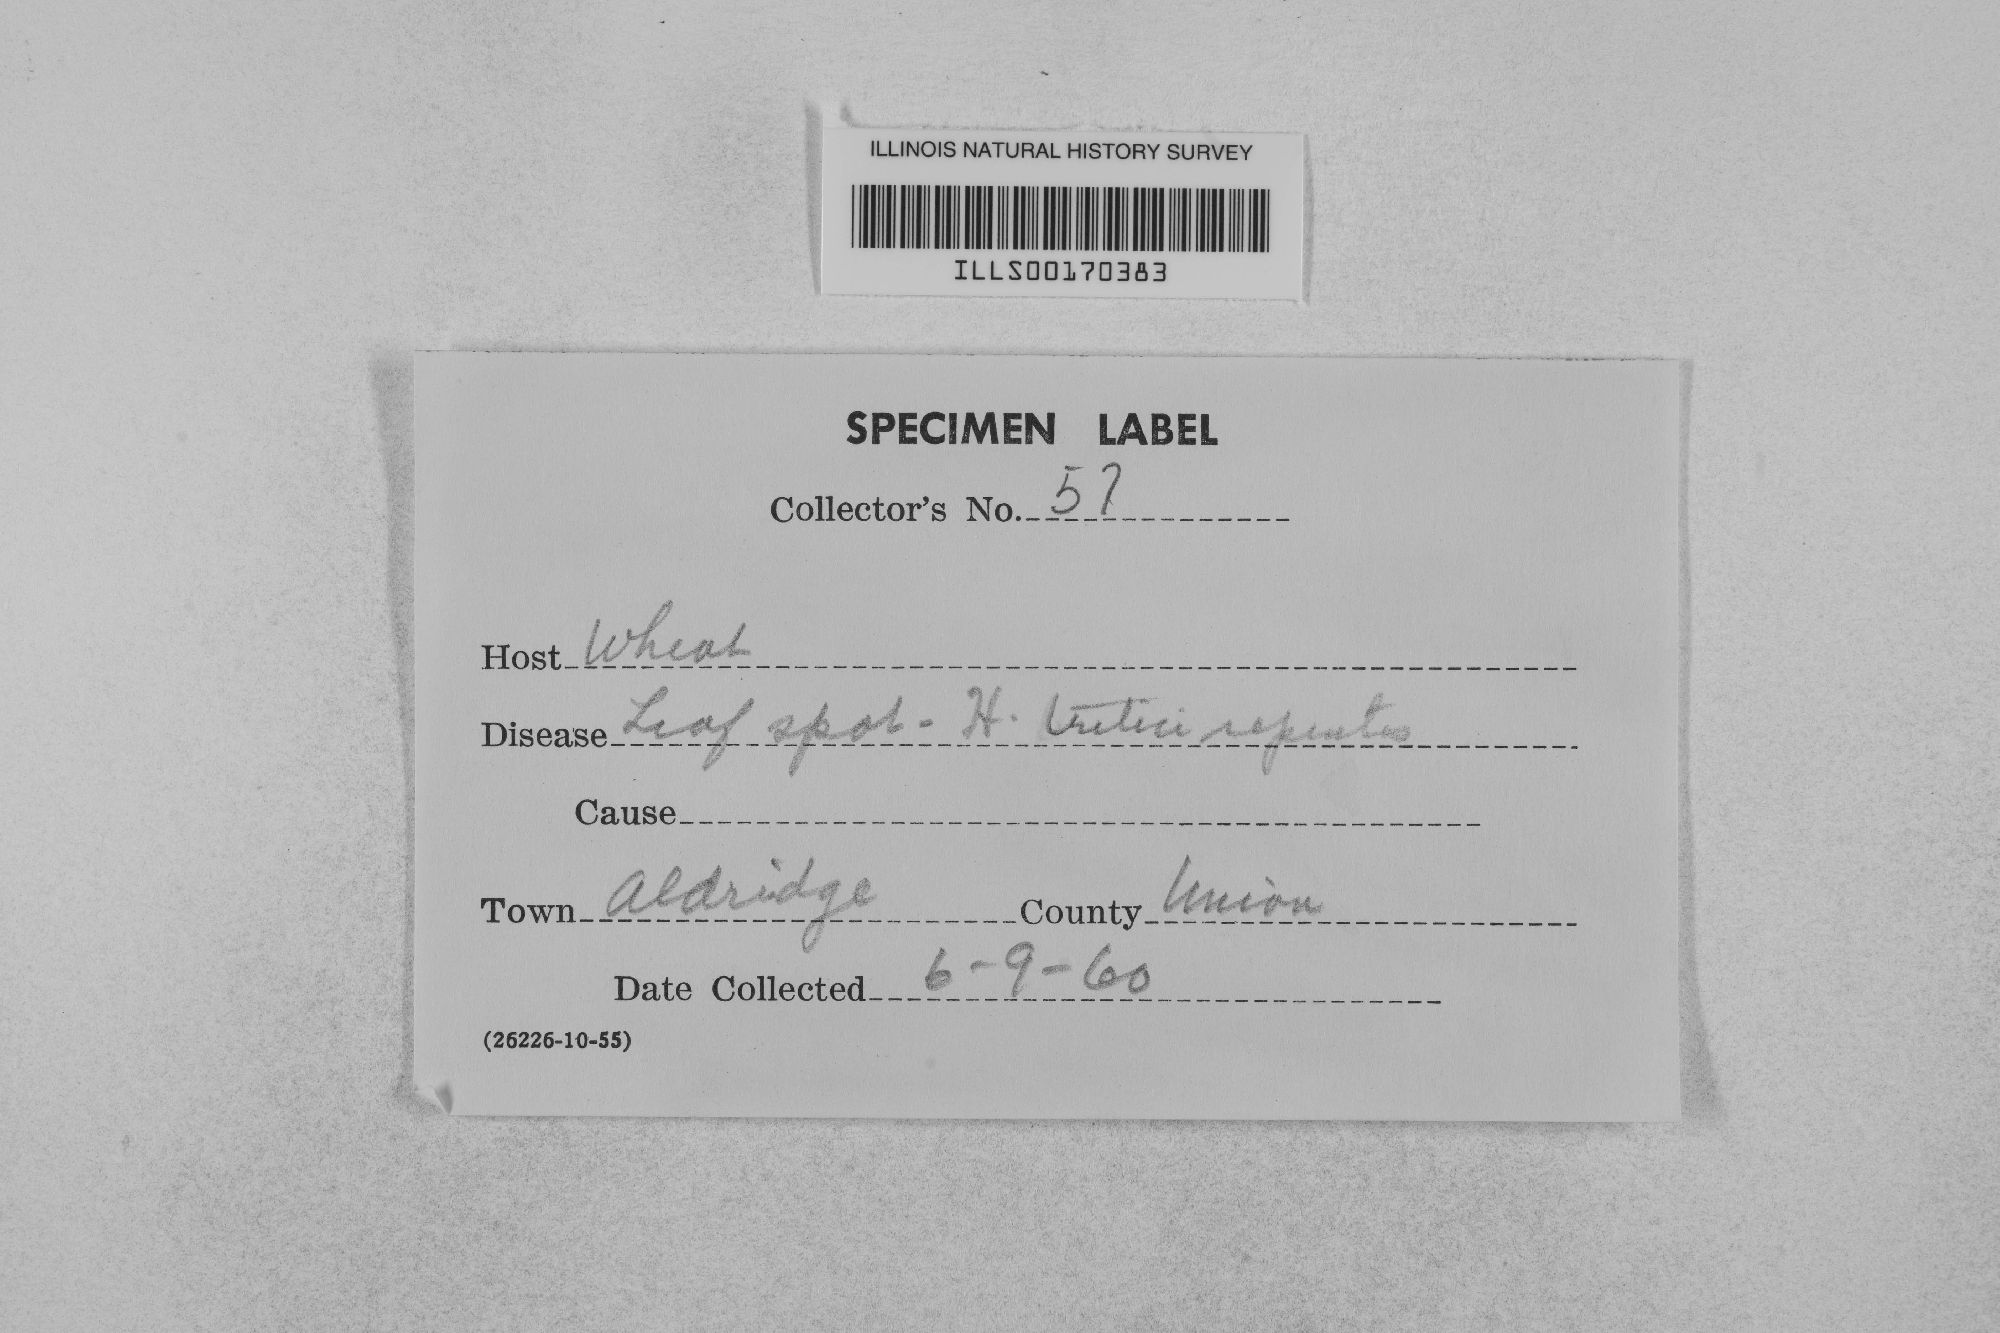 ILLINOIS NATURAL HISTORY SURVEY
ILLS00170383
SPECIMEN LABEL
Collector's No. 57
Host Wheat
Disease Leaf spot - H. tritici repentis
Cause
Town Aldridge County Union
Date Collected 6-9-60
(26226-10-55)